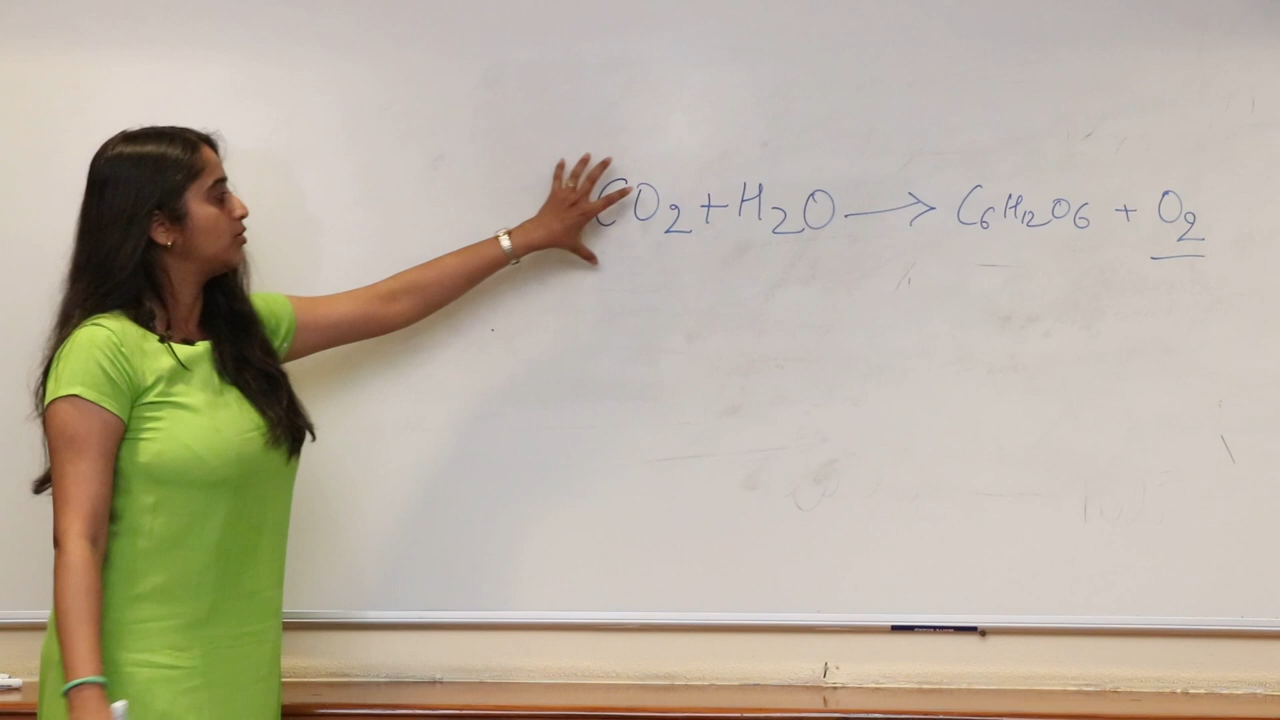 CO₂ + H₂O → C₆H₁₂O₆ + O₂